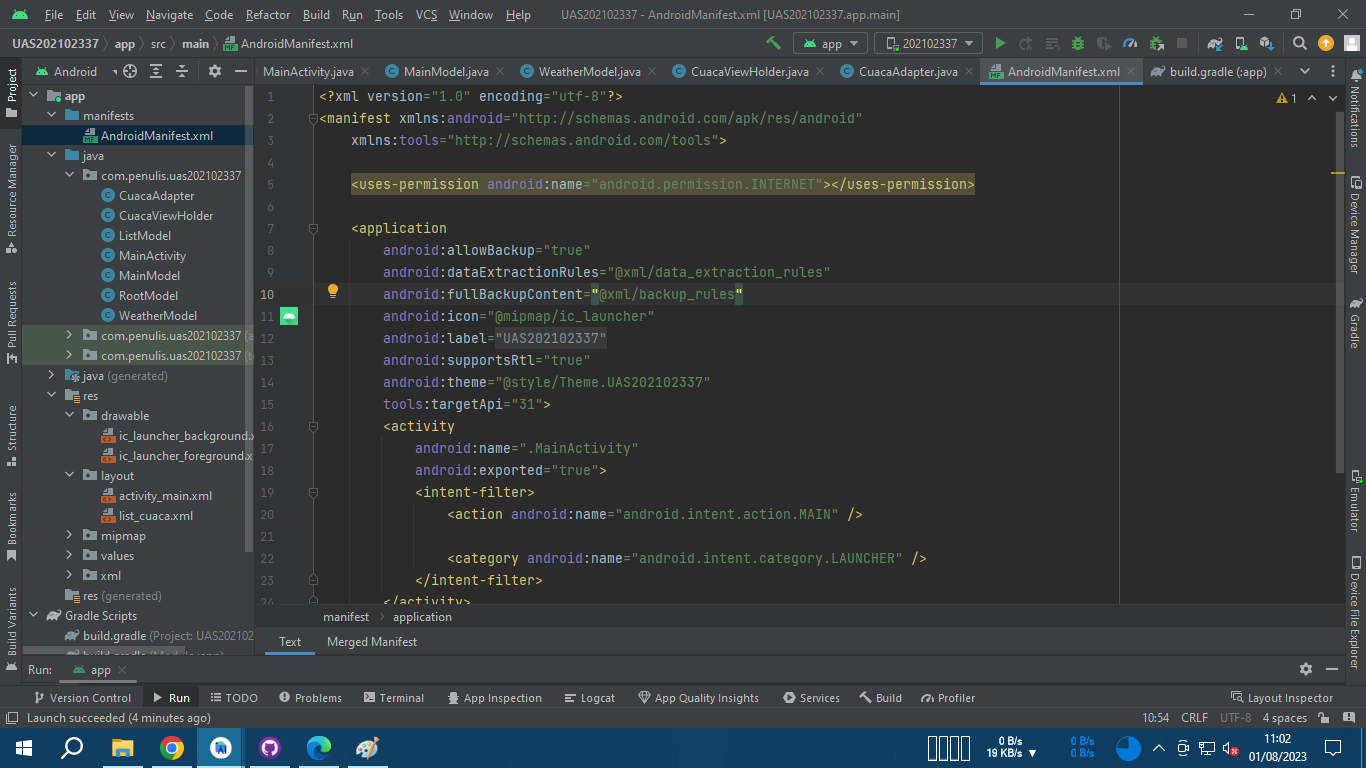 File Edit View Navigate Code Refactor Build Run Tools VCS Window Help UAS202102337 - AndroidManifest.xml [UAS202102337.app.main]
UAS202102337 app src main AndroidManifest.xml app 202102337
Project
Resource Manager
Pull Requests
Structure
Bookmarks
Build Variants
Android
app
manifests
AndroidManifest.xml
java
com.penulis.uas202102337
CuacaAdapter
CuacaViewHolder
ListModel
MainActivity
MainModel
RootModel
WeatherModel
com.penulis.uas202102337 (a
com.penulis.uas202102337 (t
java (generated)
res
drawable
ic_launcher_background.x
ic_launcher_foreground.x
layout
activity_main.xml
list_cuaca.xml
mipmap
values
xml
res (generated)
Gradle Scripts
build.gradle (Project: UAS202102
MainActivity.java MainModel.java WeatherModel.java CuacaViewHolder.java CuacaAdapter.java AndroidManifest.xml build.gradle (:app)
1 <?xml version="1.0" encoding="utf-8"?>
2 <manifest xmlns:android="http://schemas.android.com/apk/res/android"
3 xmlns:tools="http://schemas.android.com/tools">
4
5 <uses-permission android:name="android.permission.INTERNET"></uses-permission>
6
7 <application
8 android:allowBackup="true"
9 android:dataExtractionRules="@xml/data_extraction_rules"
10 android:fullBackupContent="@xml/backup_rules"
11 android:icon="@mipmap/ic_launcher"
12 android:label="UAS202102337"
13 android:supportsRtl="true"
14 android:theme="@style/Theme.UAS202102337"
15 tools:targetApi="31">
16 <activity
17 android:name=".MainActivity"
18 android:exported="true">
19 <intent-filter>
20 <action android:name="android.intent.action.MAIN" />
21
22 <category android:name="android.intent.category.LAUNCHER" />
23 </intent-filter>
24 </activity>
1
manifest application
Text Merged Manifest
Notifications
Device Manager
Gradle
Emulator
Device File Explorer
Run: app
Version Control Run TODO Problems Terminal App Inspection Logcat App Quality Insights Services Build Profiler Layout Inspector
Launch succeeded (4 minutes ago) 10:54 CRLF UTF-8 4 spaces
0 B/s 0 B/s 11:02
19 KB/s 0 B/s 01/08/2023